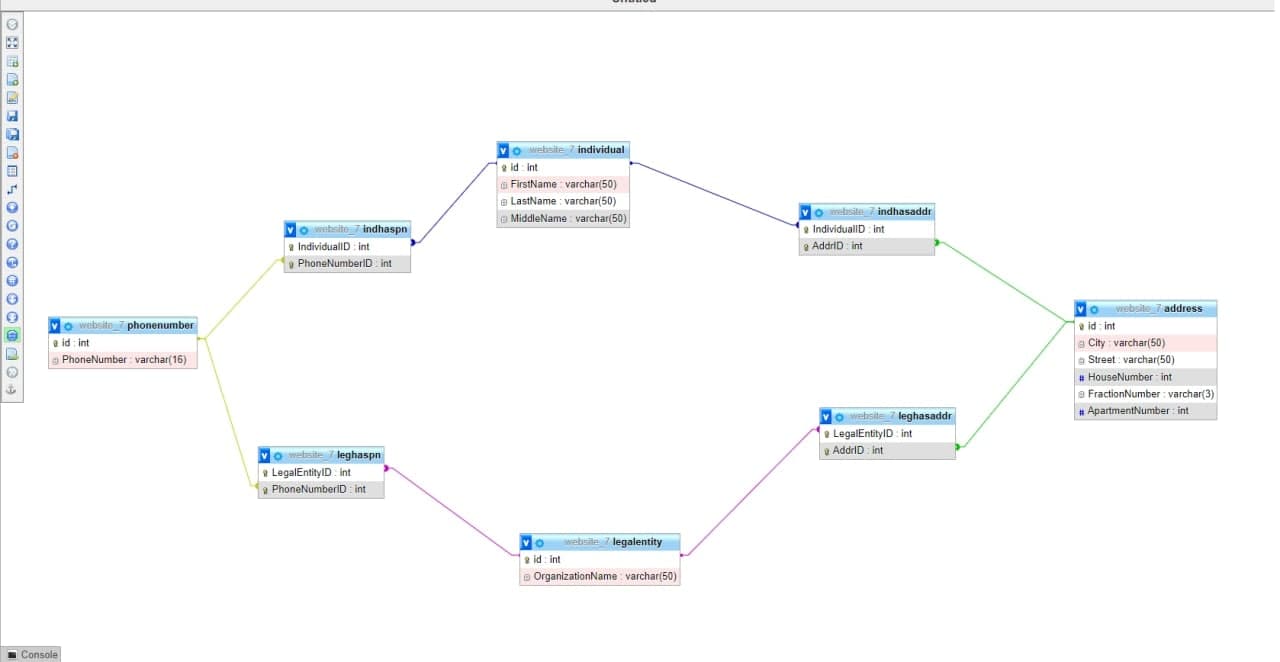 Untitled
website_7 individual
id : int
FirstName : varchar(50)
LastName : varchar(50)
MiddleName : varchar(50)
website_7 indhasaddr
IndividualID : int
AddrID : int
website_7 indhaspn
IndividualID : int
PhoneNumberID : int
website_7 address
id : int
City : varchar(50)
Street : varchar(50)
HouseNumber : int
FractionNumber : varchar(3)
ApartmentNumber : int
website_7 phonenumber
id : int
PhoneNumber : varchar(16)
website_7 leghasaddr
LegalEntityID : int
AddrID : int
website_7 leghaspn
LegalEntityID : int
PhoneNumberID : int
website_7 legalentity
id : int
OrganizationName : varchar(50)
Console